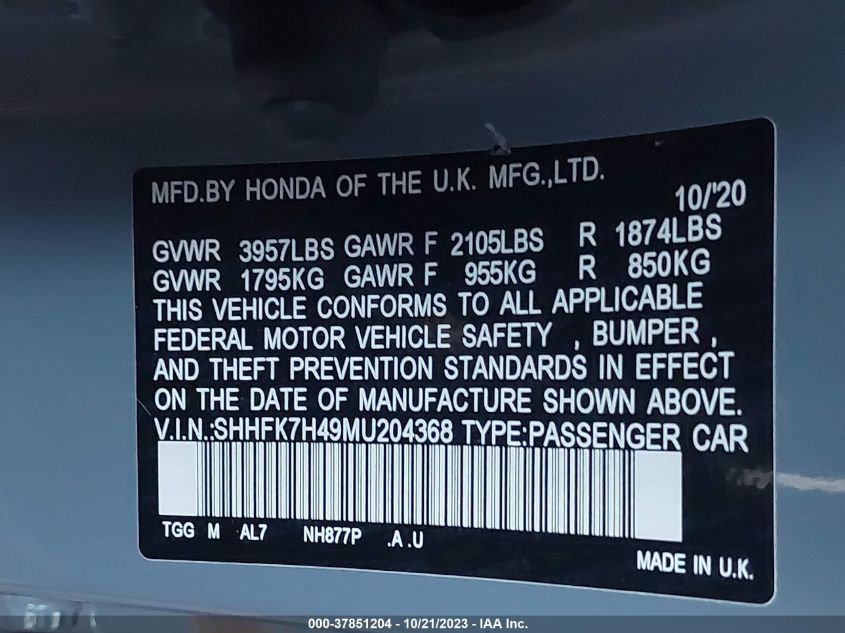 MFD.BY HONDA OF THE U.K. MFG.,LTD.
10/'20
GVWR 3957LBS GAWR F 2105LBS R 1874LBS
GVWR 1795KG GAWR F 955KG R 850KG
THIS VEHICLE CONFORMS TO ALL APPLICABLE
FEDERAL MOTOR VEHICLE SAFETY , BUMPER ,
AND THEFT PREVENTION STANDARDS IN EFFECT
ON THE DATE OF MANUFACTURE SHOWN ABOVE.
V.I.N.:SHHFK7H49MU204368 TYPE:PASSENGER CAR
TGG M AL7 NH877P .A .U
MADE IN U.K.
000-37851204 - 10/21/2023 - IAA Inc.